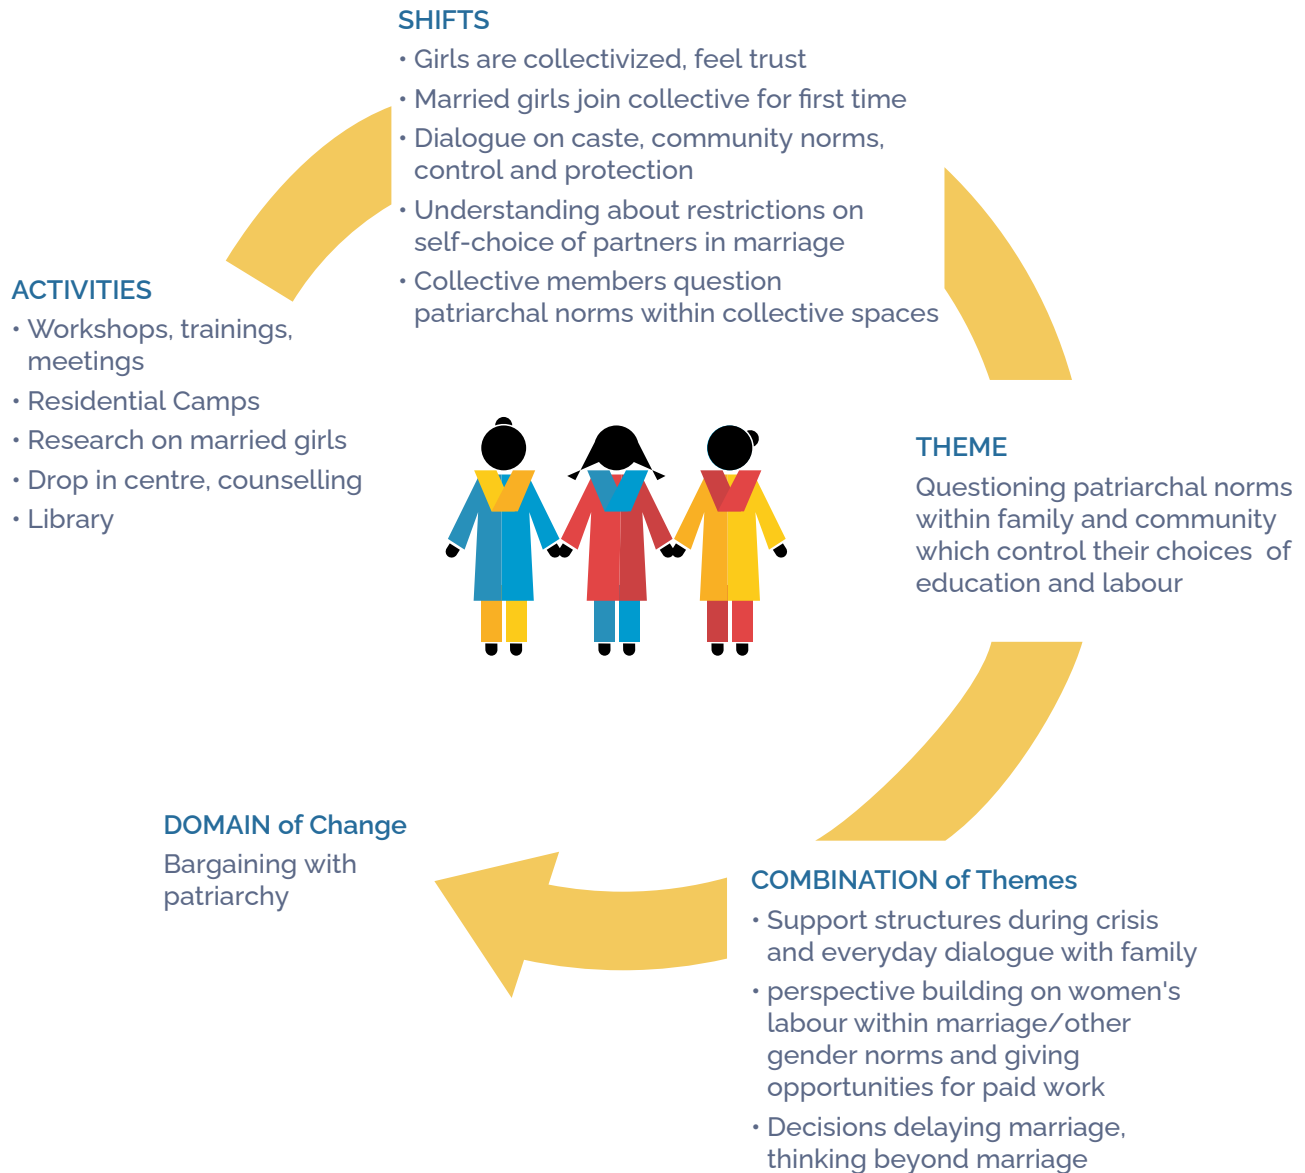 SHIFTS
• Girls are collectivized, feel trust
• Married girls join collective for first time
• Dialogue on caste, community norms,
control and protection
• Understanding about restrictions on
self-choice of partners in marriage
• Collective members question
patriarchal norms within collective spaces
ACTIVITIES
• Workshops, trainings,
meetings
• Residential Camps
• Research on married girls
• Drop in centre, counselling
• Library
THEME
Questioning patriarchal norms
within family and community
which control their choices  of
education and labour
DOMAIN of Change
Bargaining with
patriarchy
COMBINATION of Themes
• Support structures during crisis
and everyday dialogue with family
• perspective building on women's
labour within marriage/other
gender norms and giving
opportunities for paid work
• Decisions delaying marriage,
thinking beyond marriage